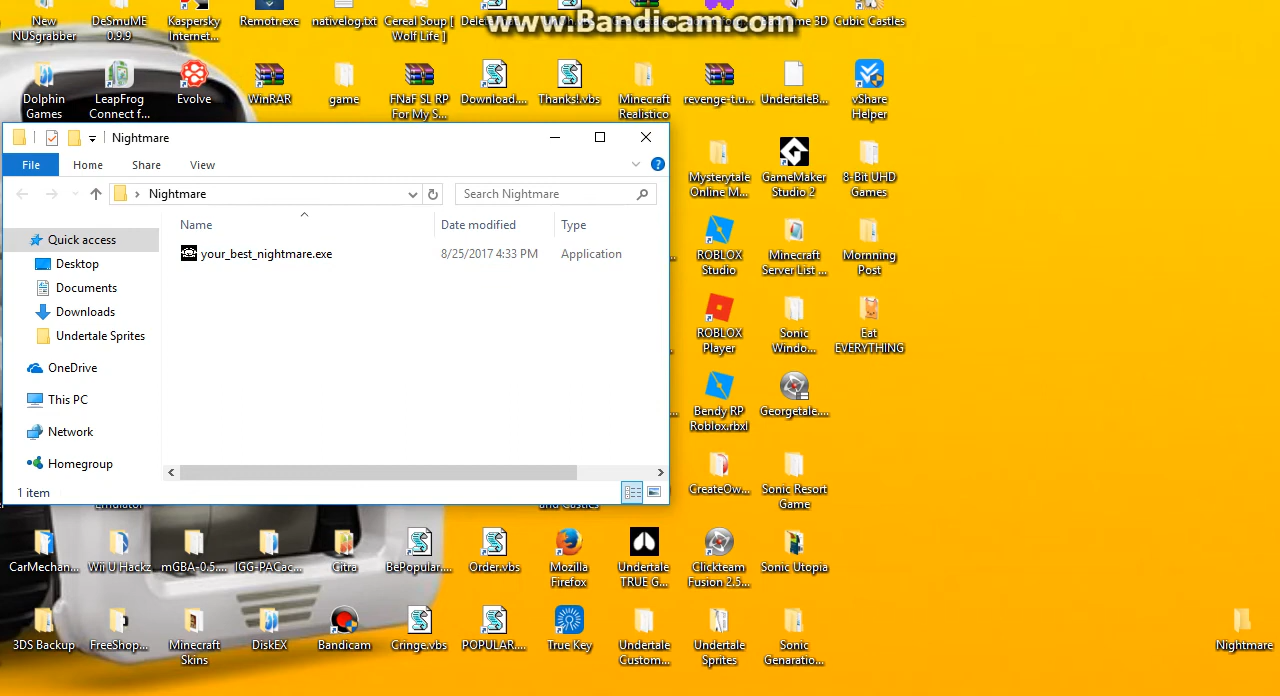 www.Bandicam.com
New
NUSgrabber
DeSmuME
0.9.9
Kaspersky
Internet...
Remotr.exe
nativelog.txt
Cereal Soup [
Wolf Life ]
Cubic Castles
Dolphin
Games
LeapFrog
Connect f...
Evolve
WinRAR
game
FNaF SL RP
For My S...
Download....
Thanks!.vbs
Minecraft
Realistico
revenge-t.u...
UndertaleB...
vShare
Helper
Nightmare
File
Home
Share
View
Nightmare
Search Nightmare
Name
Date modified
Type
Quick access
Desktop
Documents
Downloads
Undertale Sprites
OneDrive
This PC
Network
Homegroup
your_best_nightmare.exe
8/25/2017 4:33 PM
Application
1 item
Mysterytale
Online M...
GameMaker
Studio 2
8-Bit UHD
Games
ROBLOX
Studio
Minecraft
Server List ...
Mornning
Post
ROBLOX
Player
Sonic
Windo...
Eat
EVERYTHING
Bendy RP
Roblox.rbxl
Georgetale....
CreateOw...
Sonic Resort
Game
CarMechan...
Wii U Hackz
mGBA-0.5....
IGG-PACac...
Citra
BePopular....
Order.vbs
Mozilla
Firefox
Undertale
TRUE G...
Clickteam
Fusion 2.5...
Sonic Utopia
3DS Backup
FreeShop...
Minecraft
Skins
DiskEX
Bandicam
Cringe.vbs
POPULAR....
True Key
Undertale
Custom...
Undertale
Sprites
Sonic
Genaratio...
Nightmare